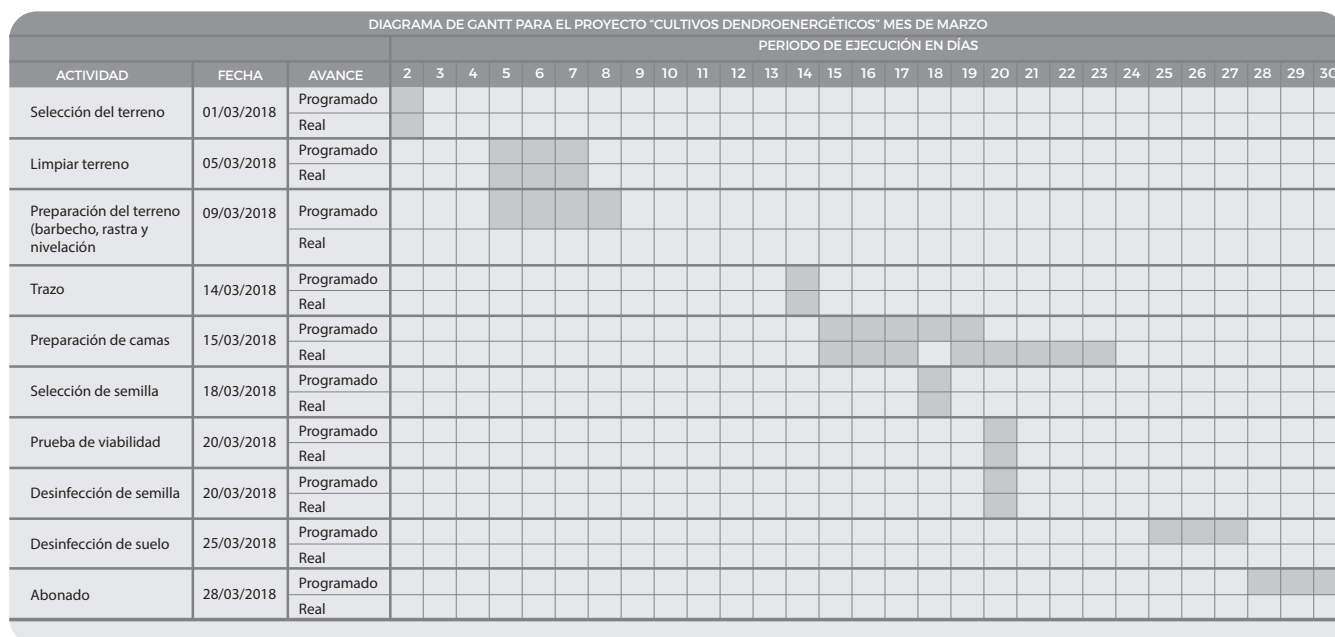 DIAGRAMA DE GANTT PARA EL PROYECTO “CULTIVOS DENDROENERGÉTICOS” MES DE MARZO
PERIODO DE EJECUCIÓN EN DÍAS
ACTIVIDAD FECHA AVANCE 2 3 4 5 6 7 8 9 10 11 12 13 14 15 16 17 18 19 20 21 22 23 24 25 26 27 28 29 30
Selección del terreno 01/03/2018 Programado
Real
Limpiar terreno 05/03/2018 Programado
Real
Preparación del terreno 09/03/2018 Programado
(barbecho, rastra y
nivelación
Real
Trazo 14/03/2018 Programado
Real
Preparación de camas 15/03/2018 Programado
Real
Selección de semilla 18/03/2018 Programado
Real
Prueba de viabilidad 20/03/2018 Programado
Real
Desinfección de semilla 20/03/2018 Programado
Real
Desinfección de suelo 25/03/2018 Programado
Real
Abonado 28/03/2018 Programado
Real